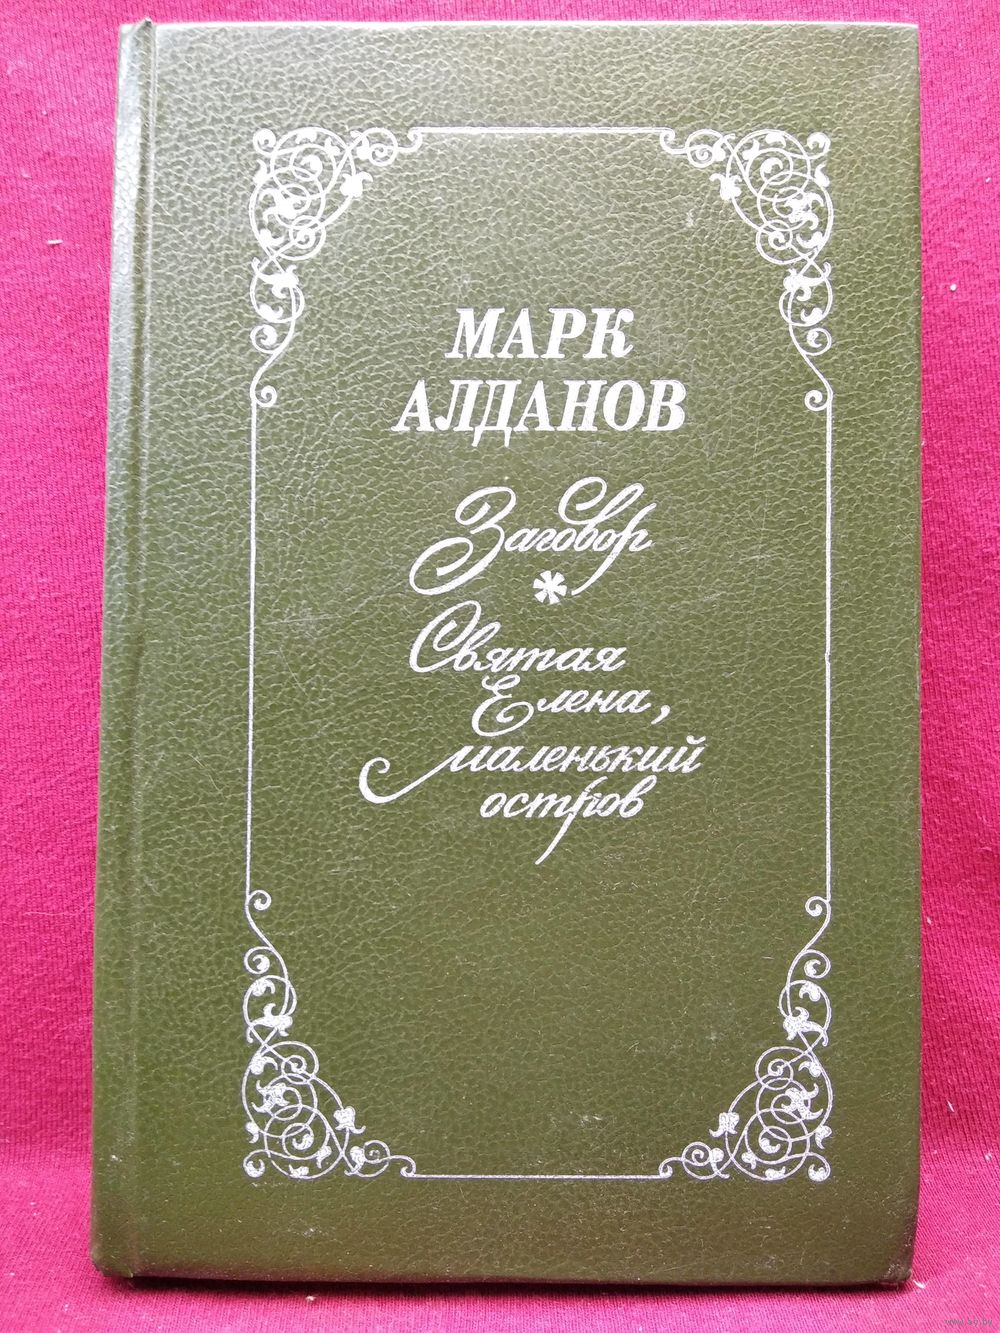 МАРК
АЛДАНОВ
Заговор
*
Святая
Елена,
маленький
остров